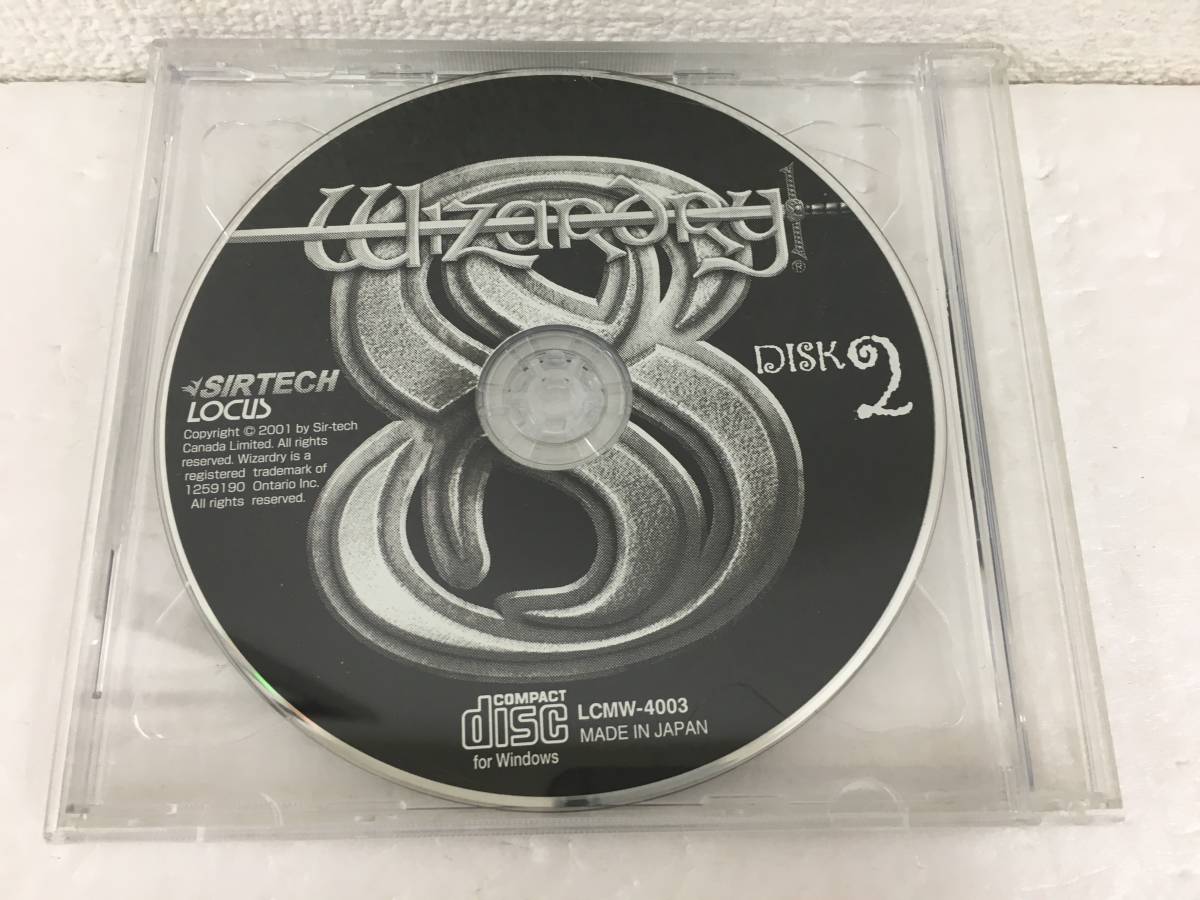 Wizardry
8
DISK 2
SIRTECH
LOCUS
Copyright © 2001 by Sir-tech
Canada Limited. All rights
reserved. Wizardry is a
registered trademark of
1259190 Ontario Inc.
All rights reserved.
COMPACT
disc
for Windows
LCMW-4003
MADE IN JAPAN